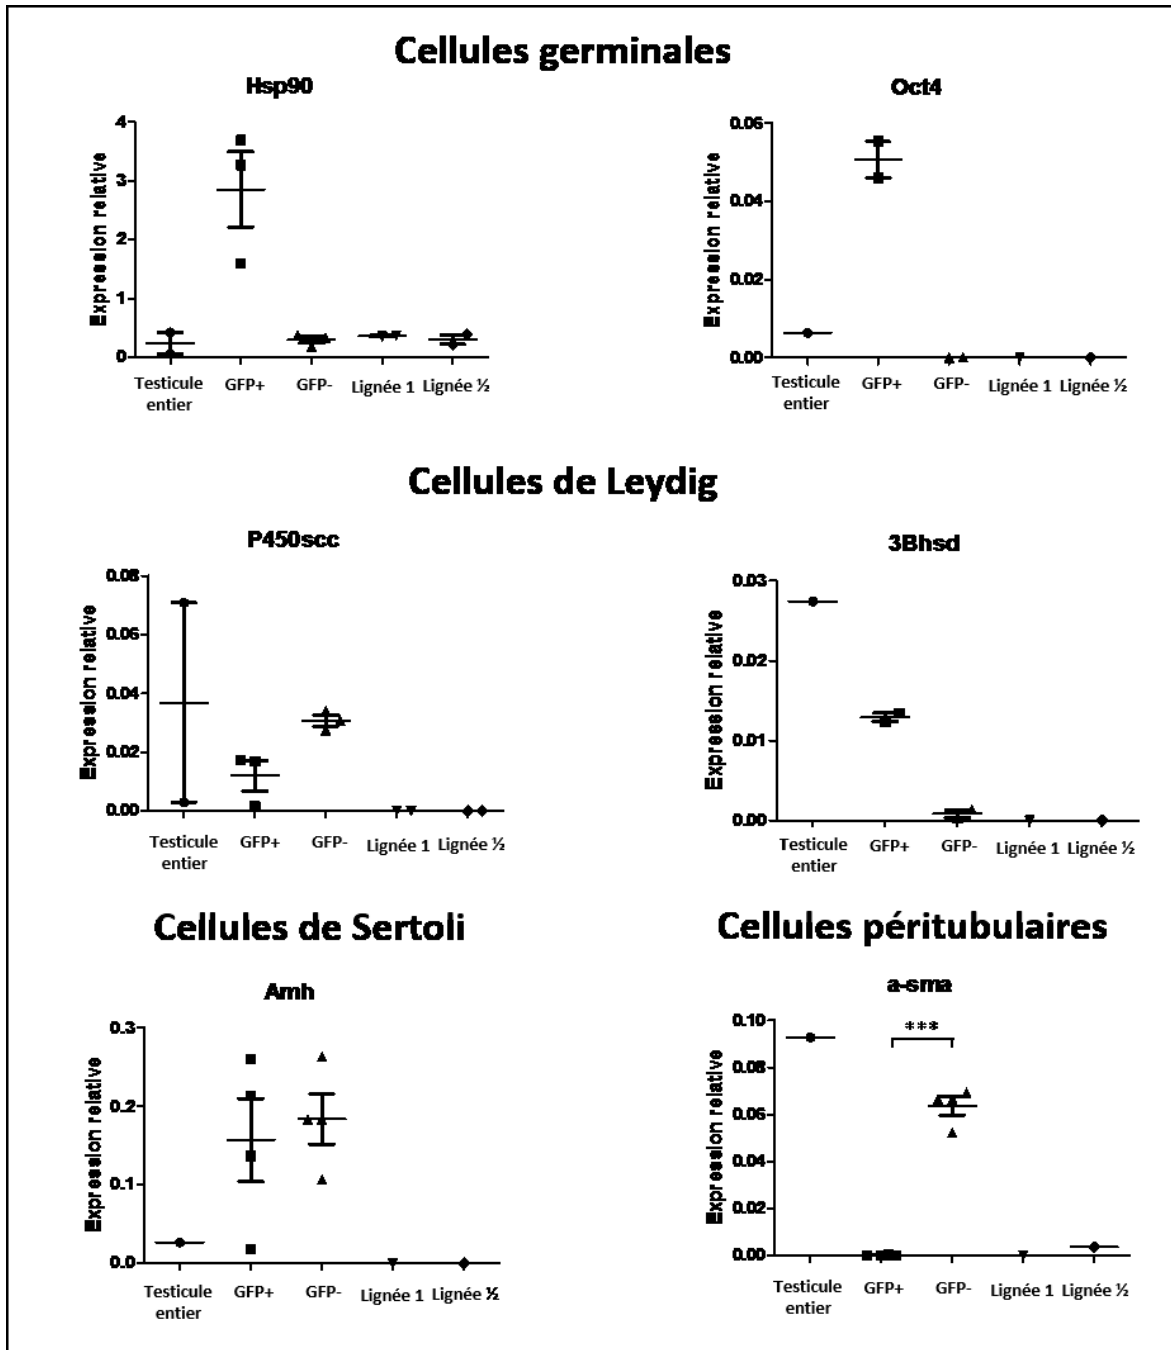 Cellules germinales
Hsp90
Expression relative
4
3
2
1
0
Testicule
entier
GFP+
GFP-
Lignée 1
Lignée ½
Oct4
Expression relative
0.06
0.04
0.02
0.00
Testicule
entier
GFP+
GFP-
Lignée 1
Lignée ½
Cellules de Leydig
P450scc
Expression relative
0.08
0.06
0.04
0.02
0.00
Testicule
entier
GFP+
GFP-
Lignée 1
Lignée ½
3Bhsd
Expression relative
0.03
0.02
0.01
0.00
Testicule
entier
GFP+
GFP-
Lignée 1
Lignée ½
Cellules de Sertoli
Amh
Expression relative
0.3
0.2
0.1
0.0
Testicule
entier
GFP+
GFP-
Lignée 1
Lignée ½
Cellules péritubulaires
a-sma
Expression relative
0.10
0.08
0.06
0.04
0.02
0.00
***
Testicule
entier
GFP+
GFP-
Lignée 1
Lignée ½